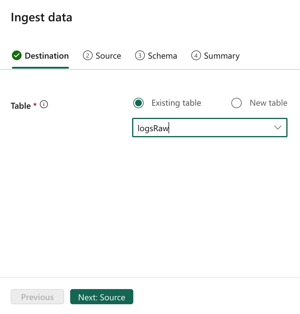 Ingest data
Destination 2 Source 3 Schema 4 Summary
Table * Existing table New table
logsRaw
Previous Next: Source